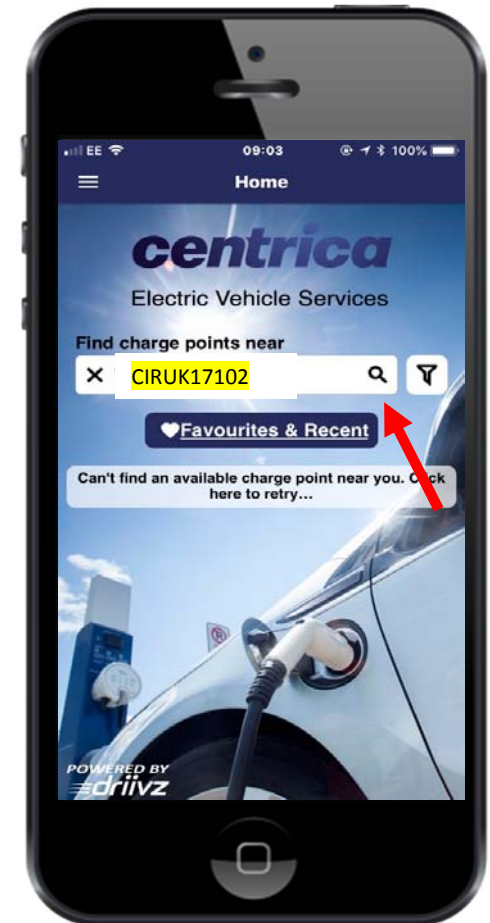 EE 09:03 100%
Home
centrica
Electric Vehicle Services
Find charge points near
CIRUK17102
Favourites & Recent
Can't find an available charge point near you. Click
here to retry...
POWERED BY
driivz